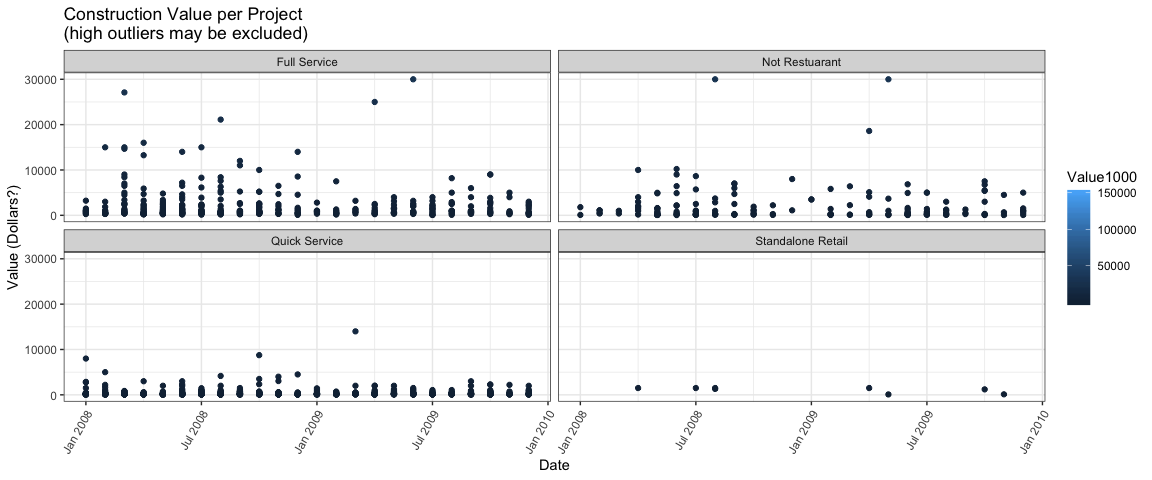 Construction Value per Project
(high outliers may be excluded)
Full Service
Not Restuarant
30000
20000
10000
0
Value (Dollars?)
Quick Service
Standalone Retail
30000
20000
10000
0
Jan 2008
Jul 2008
Jan 2009
Jul 2009
Jan 2010
Jan 2008
Jul 2008
Jan 2009
Jul 2009
Jan 2010
Date
Value1000
150000
100000
50000